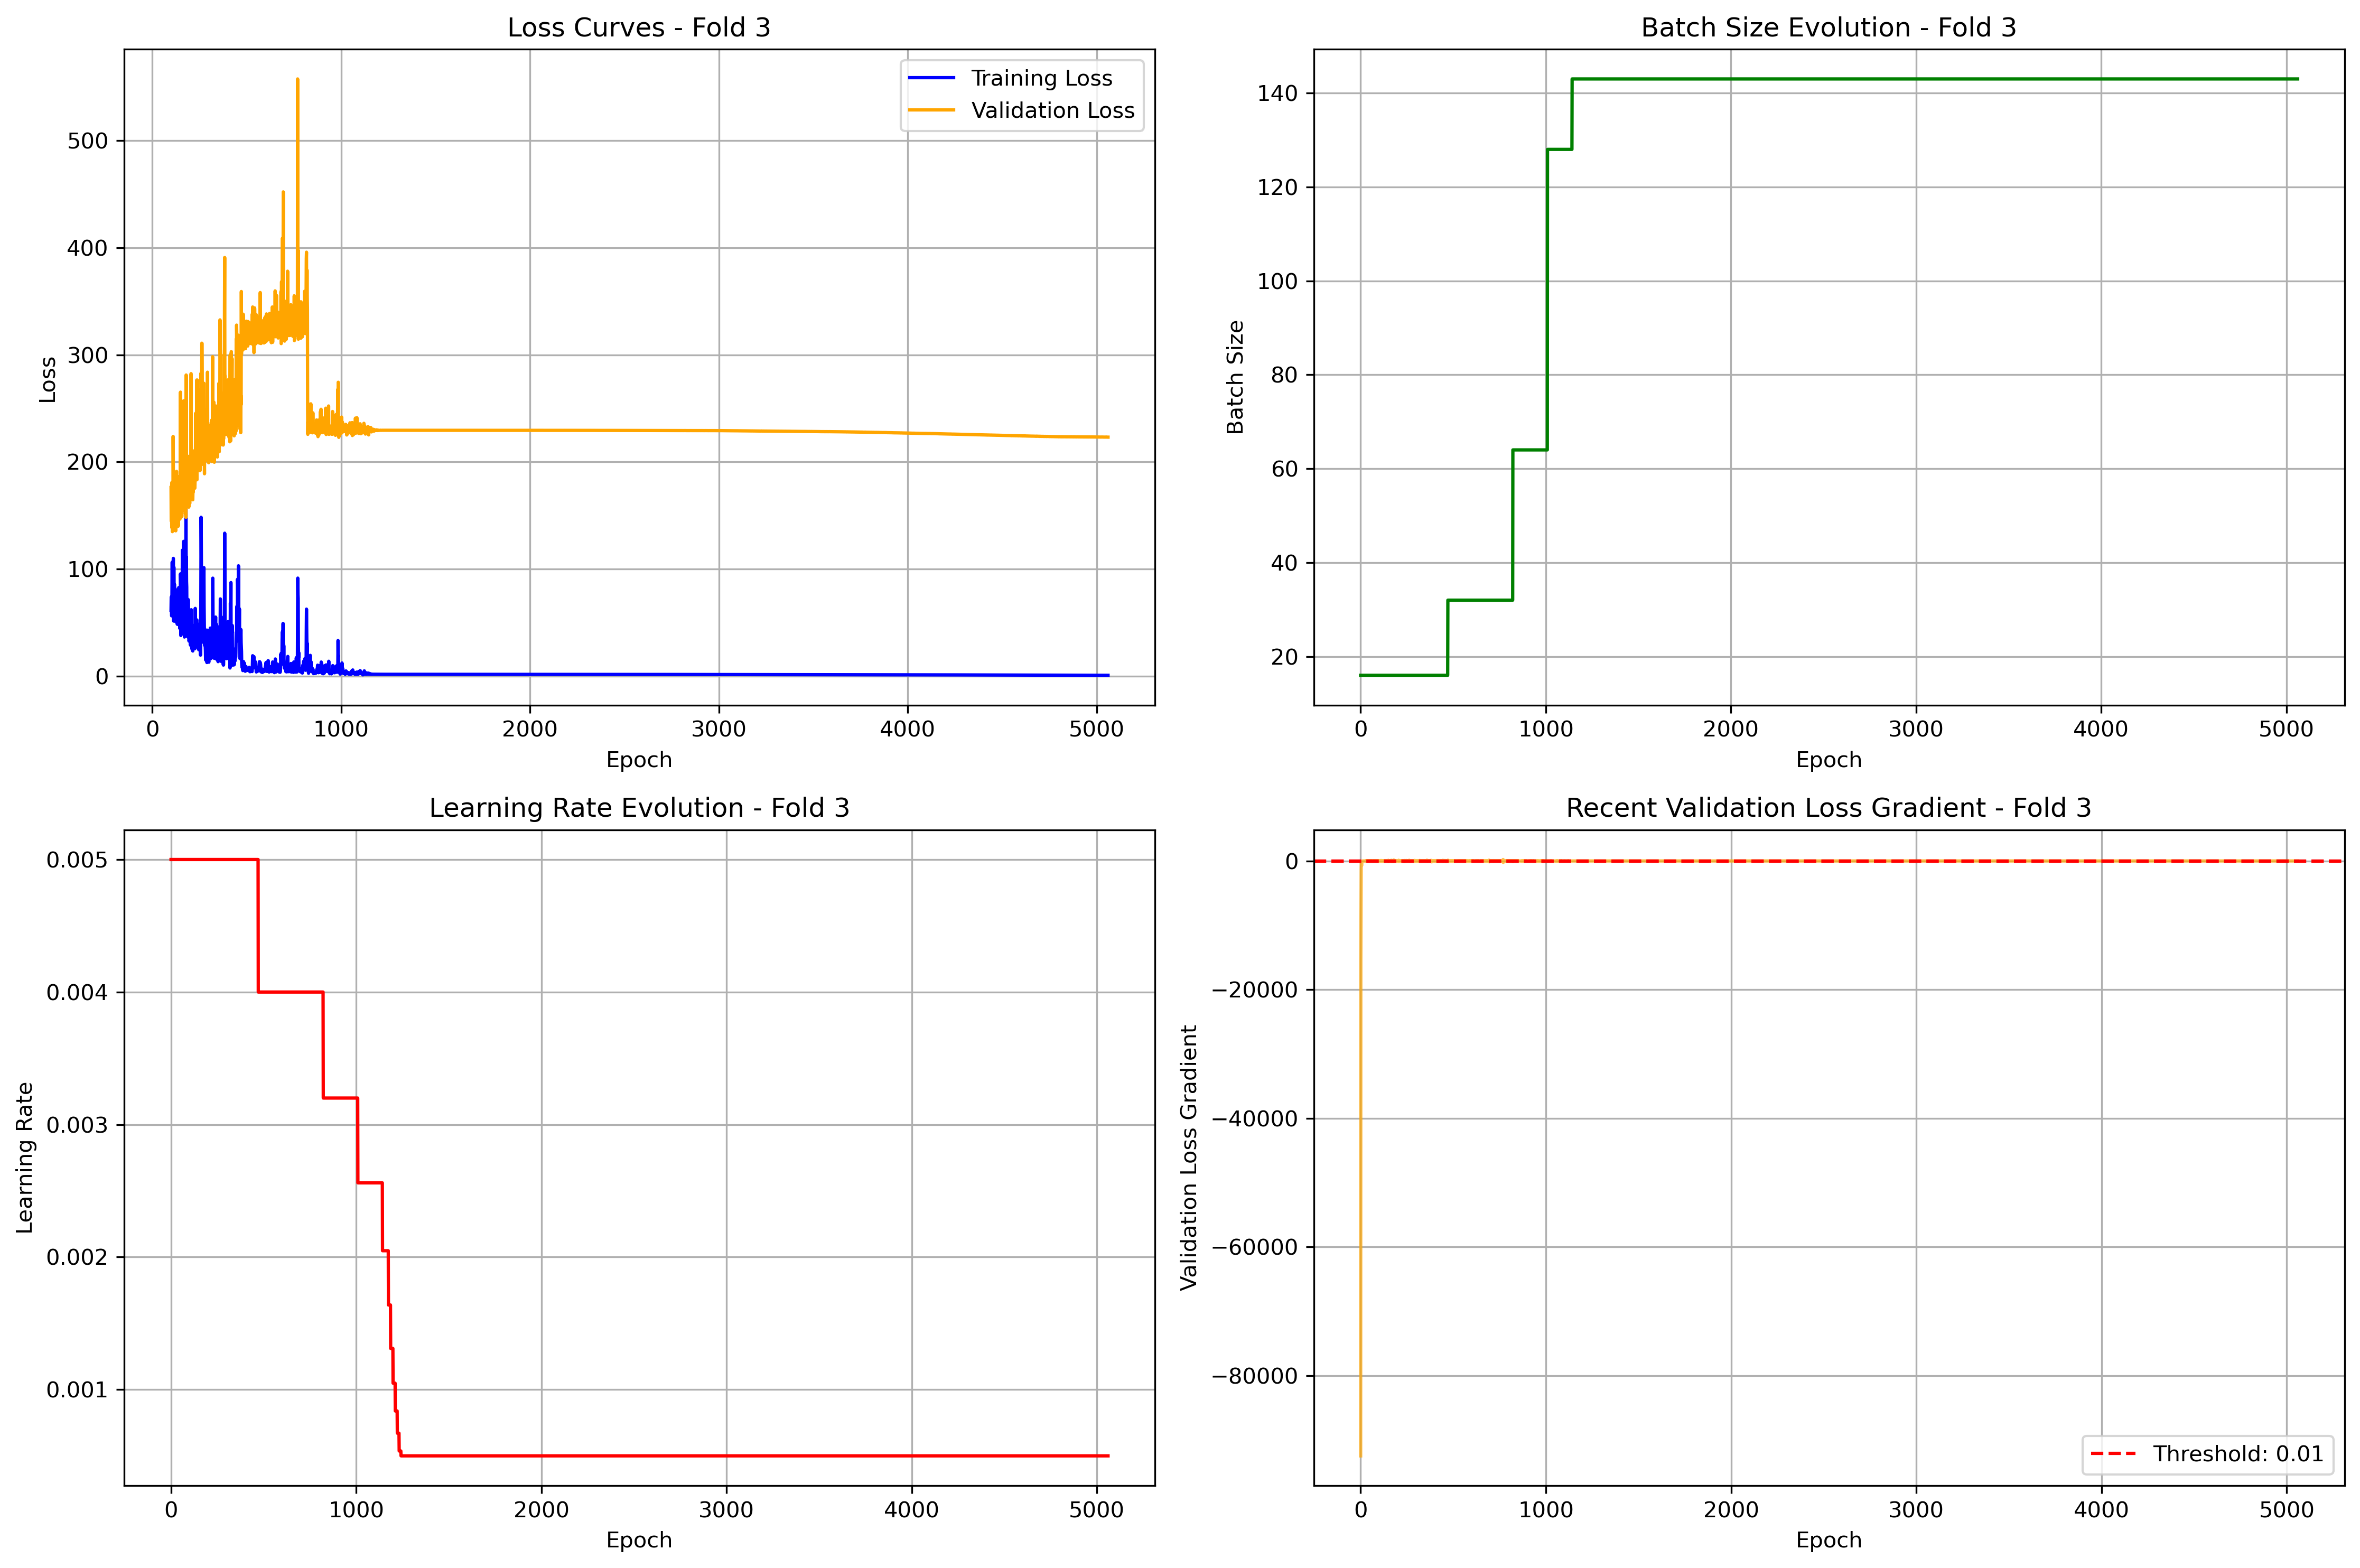 Loss Curves - Fold 3
Training Loss
Validation Loss
Loss
500
400
300
200
100
0
0 1000 2000 3000 4000 5000
Epoch
Batch Size Evolution - Fold 3
Batch Size
140
120
100
80
60
40
20
0 1000 2000 3000 4000 5000
Epoch
Learning Rate Evolution - Fold 3
Learning Rate
0.005
0.004
0.003
0.002
0.001
0 1000 2000 3000 4000 5000
Epoch
Recent Validation Loss Gradient - Fold 3
Validation Loss Gradient
0
−20000
−40000
−60000
−80000
Threshold: 0.01
0 1000 2000 3000 4000 5000
Epoch